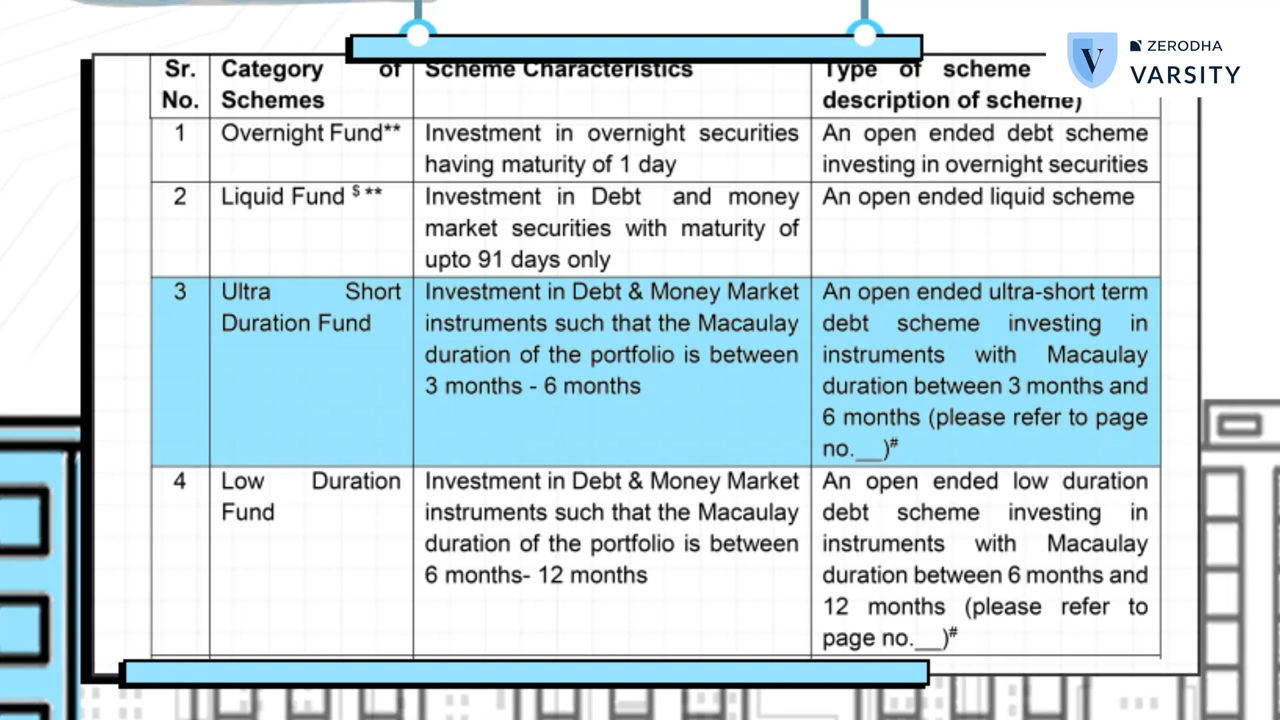 ZERODHA
VARSITY
Sr. No.
Category of Schemes
Scheme Characteristics
Type of scheme
description of scheme)
1
Overnight Fund**
Investment in overnight securities
having maturity of 1 day
An open ended debt scheme
investing in overnight securities
2
Liquid Fund $ **
Investment in Debt and money
market securities with maturity of
upto 91 days only
An open ended liquid scheme
3
Ultra Short
Duration Fund
Investment in Debt & Money Market
instruments such that the Macaulay
duration of the portfolio is between
3 months - 6 months
An open ended ultra-short term
debt scheme investing in
instruments with Macaulay
duration between 3 months and
6 months (please refer to page
no.__)#
4
Low Duration
Fund
Investment in Debt & Money Market
instruments such that the Macaulay
duration of the portfolio is between
6 months- 12 months
An open ended low duration
debt scheme investing in
instruments with Macaulay
duration between 6 months and
12 months (please refer to
page no.__)#